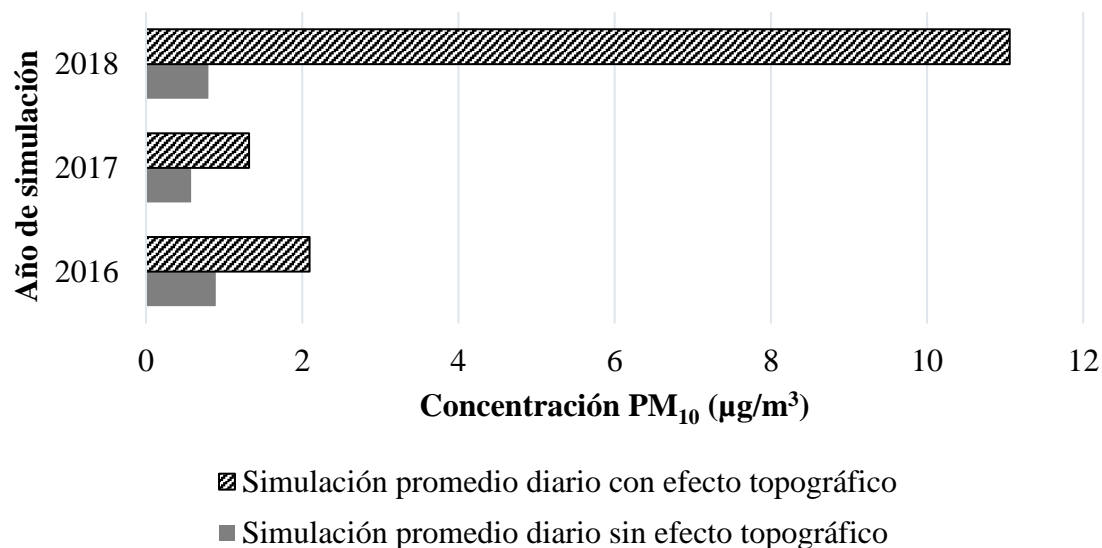 Año de simulación
2018
2017
2016
0 2 4 6 8 10 12
Concentración PM₁₀ (µg/m³)
Simulación promedio diario con efecto topográfico
Simulación promedio diario sin efecto topográfico